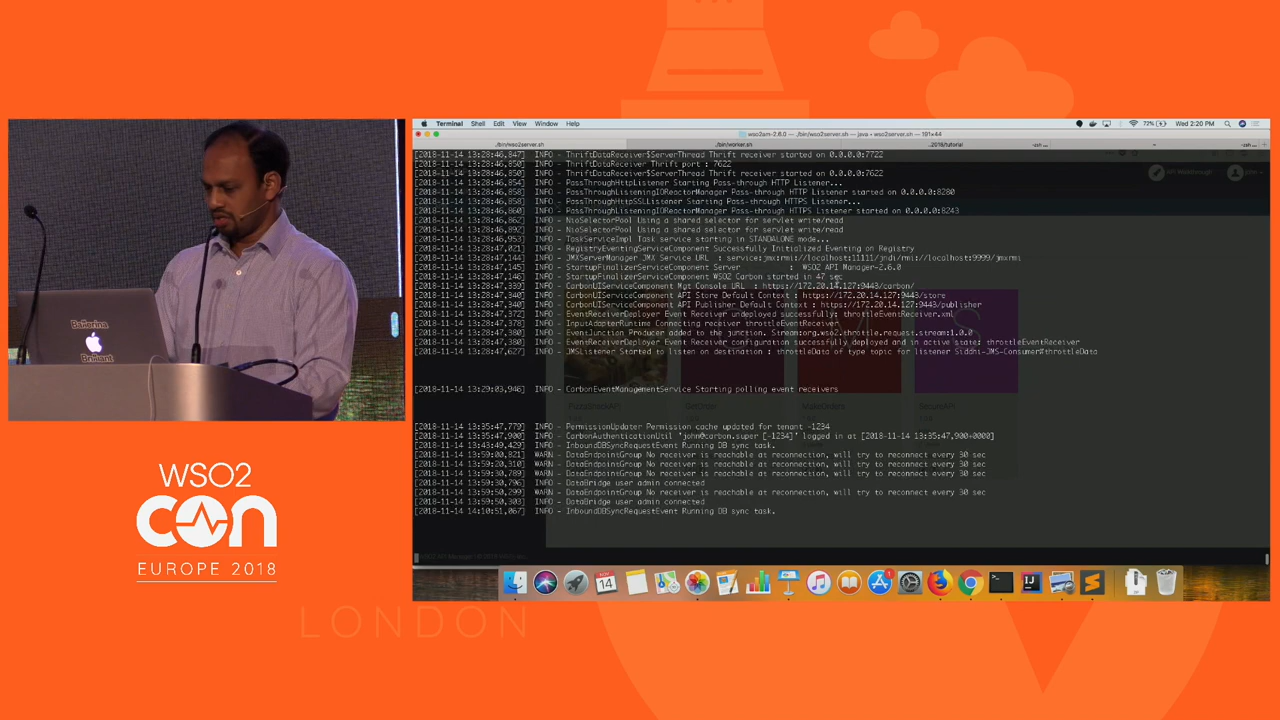 Terminal Shell Edit View Window Help
72%
Wed 2:20 PM
wso2am-2.6.0 — ./bin/wso2server.sh — java • wso2server.sh — 191×44
./bin/wso2server.sh
./bin/worker.sh
..2018/tutorial
-zsh ...
-zsh ...
[2018-11-14 13:28:46,847] INFO - ThriftDataReceiver$ServerThread Thrift receiver started on 0.0.0.0:7722
[2018-11-14 13:28:46,850] INFO - ThriftDataReceiver Thrift port : 7622
[2018-11-14 13:28:46,850] INFO - ThriftDataReceiver$ServerThread Thrift receiver started on 0.0.0.0:7622
[2018-11-14 13:28:46,854] INFO - PassThroughHttpListener Starting Pass-through HTTP Listener...
[2018-11-14 13:28:46,857] INFO - PassThroughListeningIOReactorManager Pass-through HTTP Listener started on 0.0.0.0:8280
[2018-11-14 13:28:46,858] INFO - PassThroughHttpSSLListener Starting Pass-through HTTPS Listener...
[2018-11-14 13:28:46,860] INFO - PassThroughListeningIOReactorManager Pass-through HTTPS Listener started on 0.0.0.0:8243
[2018-11-14 13:28:46,862] INFO - NioSelectorPool Using a shared selector for servlet write/read
[2018-11-14 13:28:46,892] INFO - NioSelectorPool Using a shared selector for servlet write/read
[2018-11-14 13:28:46,953] INFO - TaskServiceImpl Task service starting in STANDALONE mode...
[2018-11-14 13:28:47,021] INFO - RegistryEventingServiceComponent Successfully Initialized Eventing on Registry
[2018-11-14 13:28:47,144] INFO - JMXServerManager JMX Service URL : service:jmx:rmi://localhost:11111/jndi/rmi://localhost:9999/jmxrmi
[2018-11-14 13:28:47,145] INFO - StartupFinalizerServiceComponent Server : WSO2 API Manager-2.6.0
[2018-11-14 13:28:47,146] INFO - StartupFinalizerServiceComponent WSO2 Carbon started in 47 sec
[2018-11-14 13:28:47,339] INFO - CarbonUIServiceComponent Mgt Console URL : https://172.20.14.127:9443/carbon/
[2018-11-14 13:28:47,340] INFO - CarbonUIServiceComponent API Store Default Context : https://172.20.14.127:9443/store
[2018-11-14 13:28:47,340] INFO - CarbonUIServiceComponent API Publisher Default Context : https://172.20.14.127:9443/publisher
[2018-11-14 13:28:47,372] INFO - EventReceiverDeployer Event Receiver undeployed successfully: throttleEventReceiver.xml
[2018-11-14 13:28:47,378] INFO - InputAdapterRuntime Connecting receiver throttleEventReceiver
[2018-11-14 13:28:47,380] INFO - EventJunction Producer added to the junction. Stream:org.wso2.throttle.request.stream:1.0.0
[2018-11-14 13:28:47,380] INFO - EventReceiverDeployer Event Receiver configuration successfully deployed and in active state: throttleEventReceiver
[2018-11-14 13:28:47,627] INFO - JMSListener Started to listen on destination : throttleData of type topic for listener Siddhi-JMS-Consumer#throttleData
[2018-11-14 13:29:03,946] INFO - CarbonEventManagementService Starting polling event receivers
[2018-11-14 13:35:47,779] INFO - PermissionUpdater Permission cache updated for tenant -1234
[2018-11-14 13:35:47,900] INFO - CarbonAuthenticationUtil 'john@carbon.super [-1234]' logged in at [2018-11-14 13:35:47,900+0000]
[2018-11-14 13:43:49,429] INFO - InboundDBSyncRequestEvent Running DB sync task.
[2018-11-14 13:59:00,821] WARN - DataEndpointGroup No receiver is reachable at reconnection, will try to reconnect every 30 sec
[2018-11-14 13:59:20,310] WARN - DataEndpointGroup No receiver is reachable at reconnection, will try to reconnect every 30 sec
[2018-11-14 13:59:30,789] WARN - DataEndpointGroup No receiver is reachable at reconnection, will try to reconnect every 30 sec
[2018-11-14 13:59:30,796] INFO - DataBridge user admin connected
[2018-11-14 13:59:50,299] WARN - DataEndpointGroup No receiver is reachable at reconnection, will try to reconnect every 30 sec
[2018-11-14 13:59:50,303] INFO - DataBridge user admin connected
[2018-11-14 14:10:51,067] INFO - InboundDBSyncRequestEvent Running DB sync task.
Ballerina
Brilliant
WSO2
CON
EUROPE 2018
LONDON